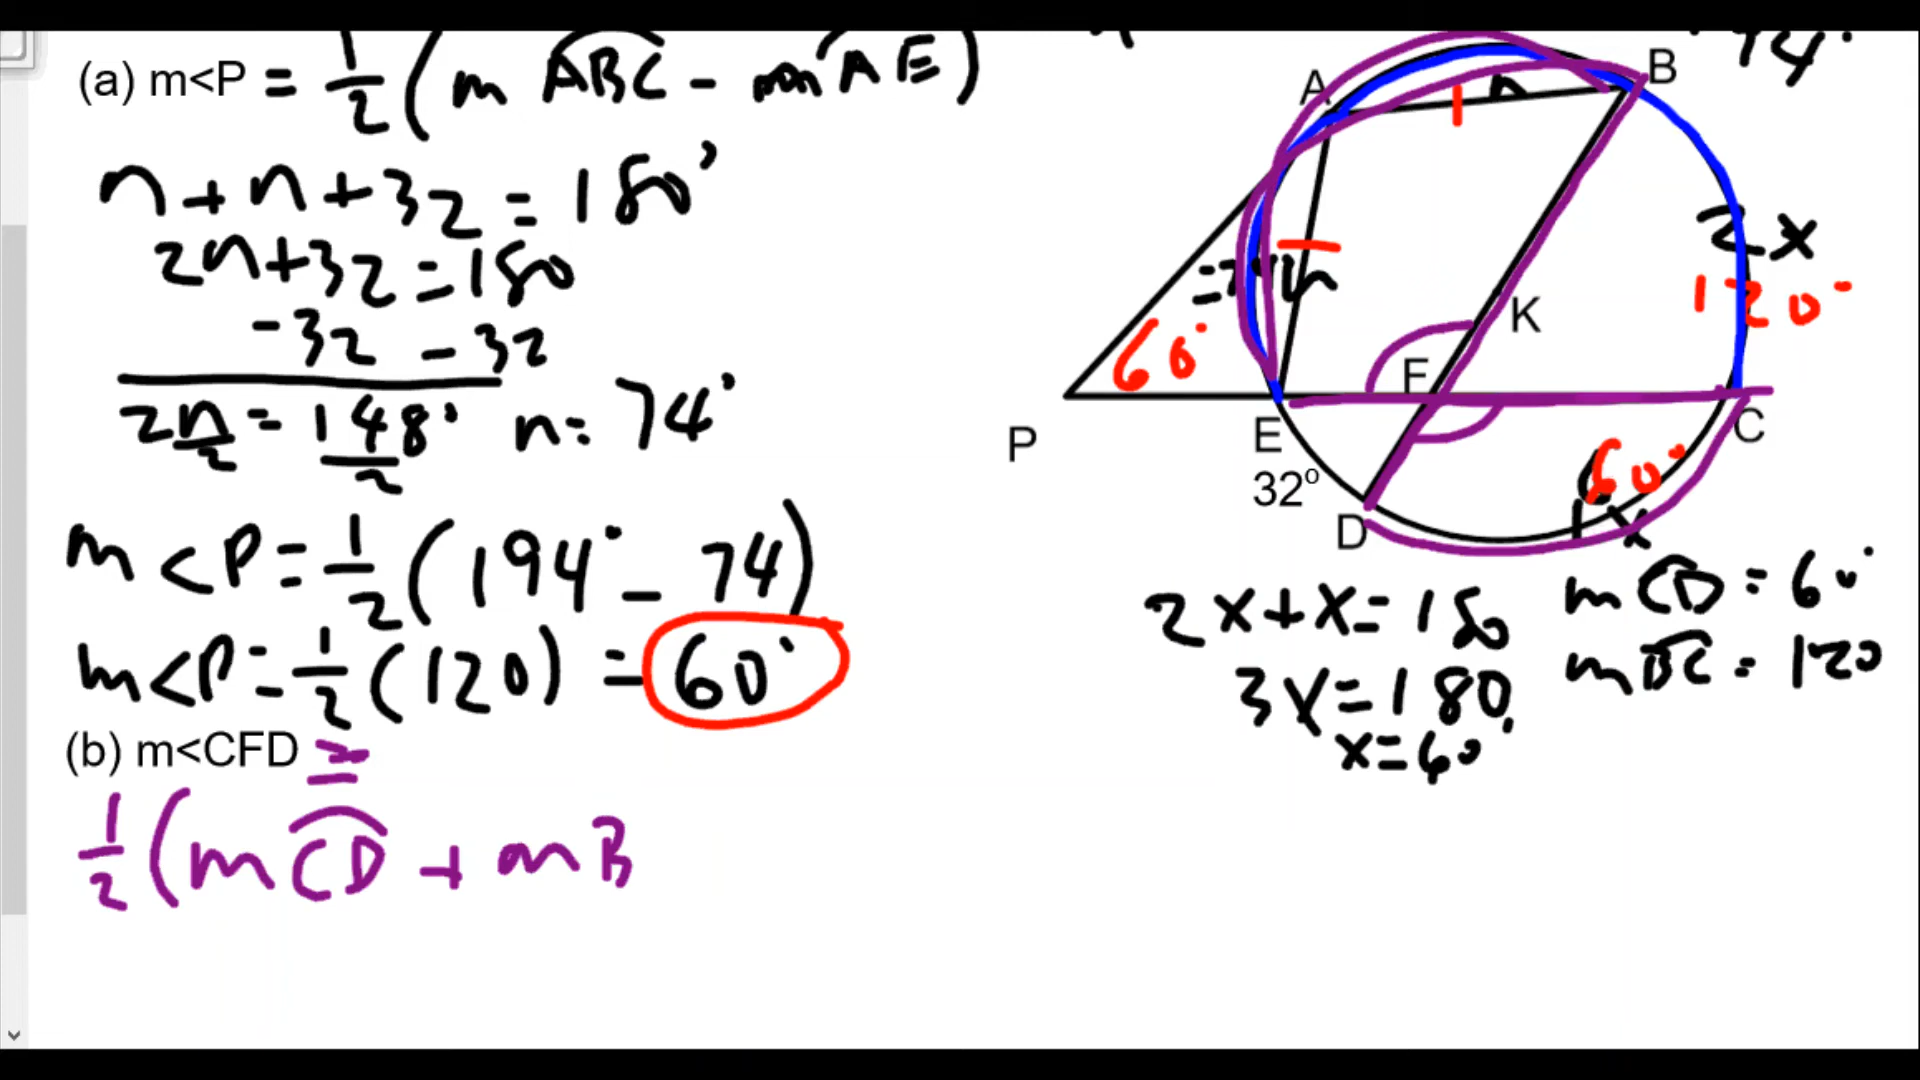 (a) m<P = 1/2 (m ABC - m AE)
n + n + 32 = 180°
2n + 32 = 180
- 32 - 32
2n/2 = 148°/2 n = 74°
m < P = 1/2 (194° - 74)
m<P = 1/2 (120) = 60°
(b) m<CFD =
1/2 (m CD + m B
94°
A
B
n
2x
120°
= 74
n
K
60°
F
P
E
C
32°
60°
D
x
2x + x = 180
m CD = 60°
3x = 180
m BC = 120
x = 60°